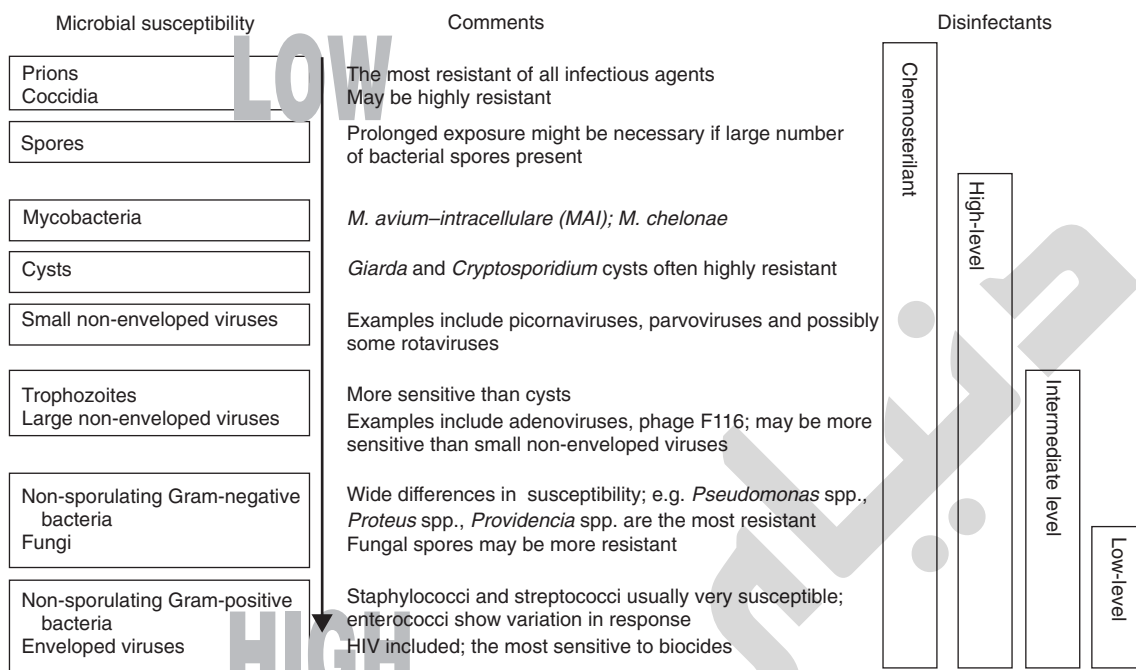 Microbial susceptibility
Comments
Disinfectants
LOW
Prions
Coccidia
The most resistant of all infectious agents
May be highly resistant
Spores
Prolonged exposure might be necessary if large number
of bacterial spores present
Mycobacteria
M. avium–intracellulare (MAI); M. chelonae
Cysts
Giarda and Cryptosporidium cysts often highly resistant
Small non-enveloped viruses
Examples include picornaviruses, parvoviruses and possibly
some rotaviruses
Trophozoites
Large non-enveloped viruses
More sensitive than cysts
Examples include adenoviruses, phage F116; may be more
sensitive than small non-enveloped viruses
Non-sporulating Gram-negative
bacteria
Fungi
Wide differences in susceptibility; e.g. Pseudomonas spp.,
Proteus spp., Providencia spp. are the most resistant
Fungal spores may be more resistant
Non-sporulating Gram-positive
bacteria
Enveloped viruses
Staphylococci and streptococci usually very susceptible;
enterococci show variation in response
HIV included; the most sensitive to biocides
HIGH
Chemosterilant
High-level
Intermediate level
Low-level